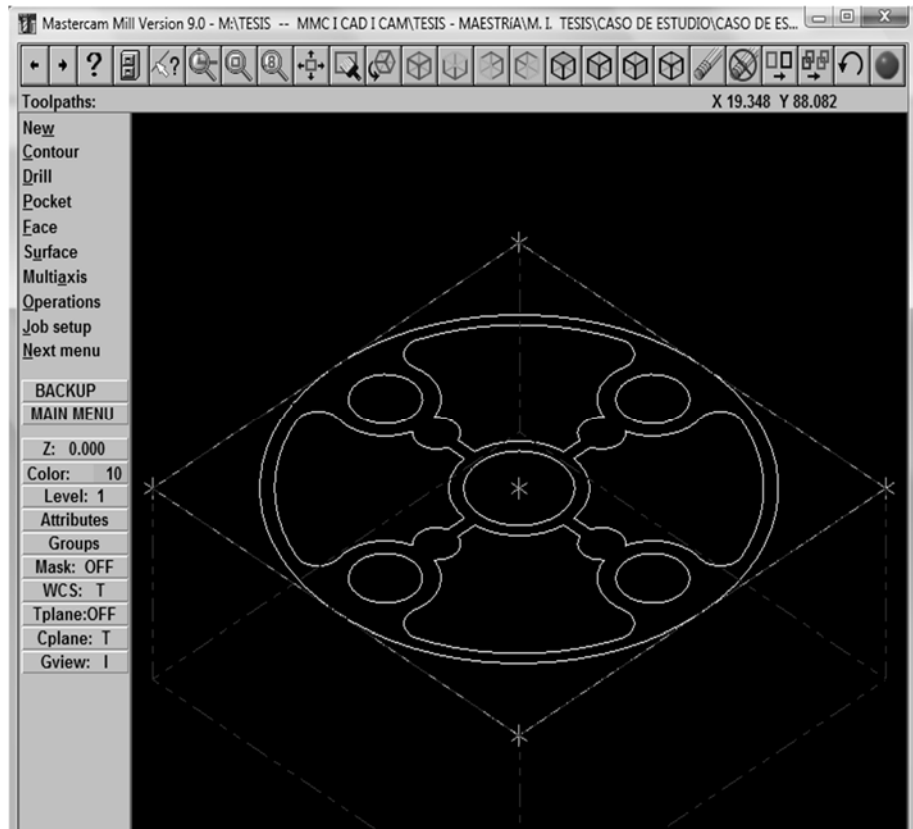 Mastercam Mill Version 9.0 - M:\TESIS -- MMC I CAD I CAM\TESIS - MAESTRíA\M. I. TESIS\CASO DE ESTUDIO\CASO DE ES...
Toolpaths:
X 19.348 Y 88.082
New
Contour
Drill
Pocket
Face
Surface
Multiaxis
Operations
Job setup
Next menu
BACKUP
MAIN MENU
Z: 0.000
Color: 10
Level: 1
Attributes
Groups
Mask: OFF
WCS: T
Tplane:OFF
Cplane: T
Gview: I